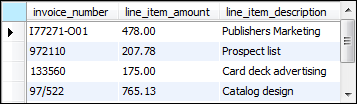 invoice_number line_item_amount line_item_description
I77271-O01 478.00 Publishers Marketing
972110 207.78 Prospect list
133560 175.00 Card deck advertising
97/522 765.13 Catalog design